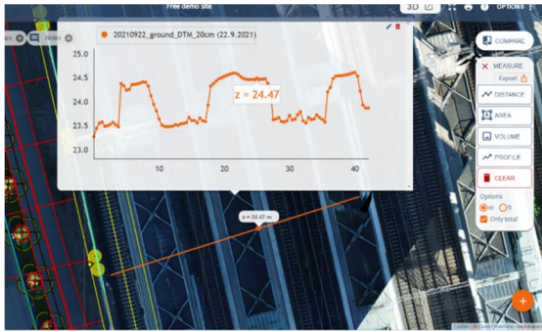 Free demo site
3D
OPTIONS
Notes
20210922_ground_DTM_20cm (22.9.2021)
25.0
24.5
24.0
23.5
23.0
10
20
30
40
z = 24.47
z = 24.47 m
COMPARE
MEASURE
Export
DISTANCE
AREA
VOLUME
PROFILE
CLEAR
Options
m ft
Only total